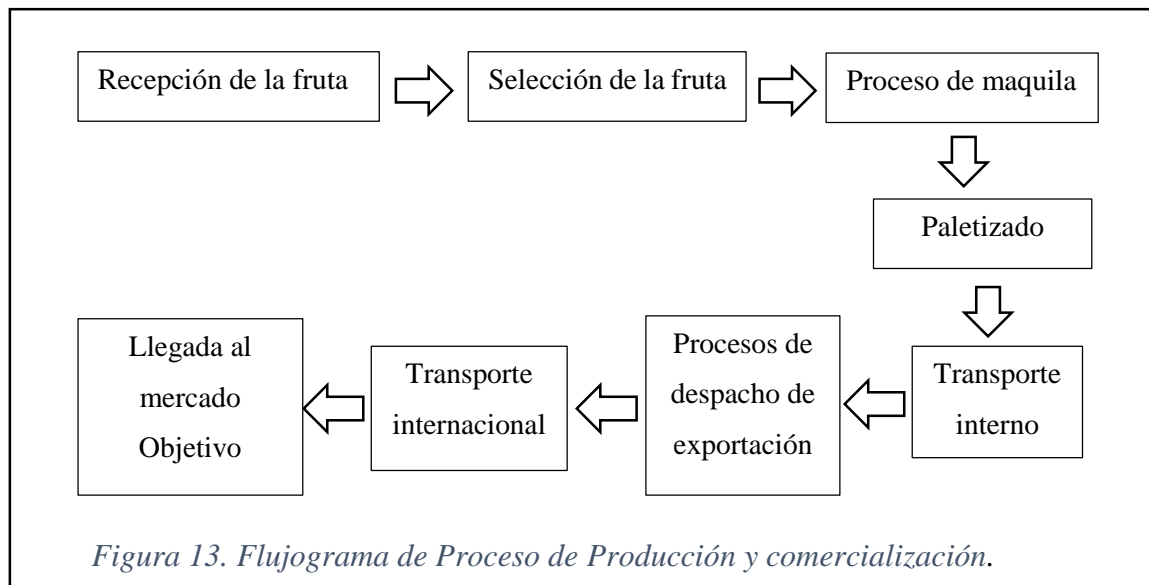 Recepción de la fruta
Selección de la fruta
Proceso de maquila
Paletizado
Transporte
interno
Procesos de
despacho de
exportación
Transporte
internacional
Llegada al
mercado
Objetivo
Figura 13. Flujograma de Proceso de Producción y comercialización.